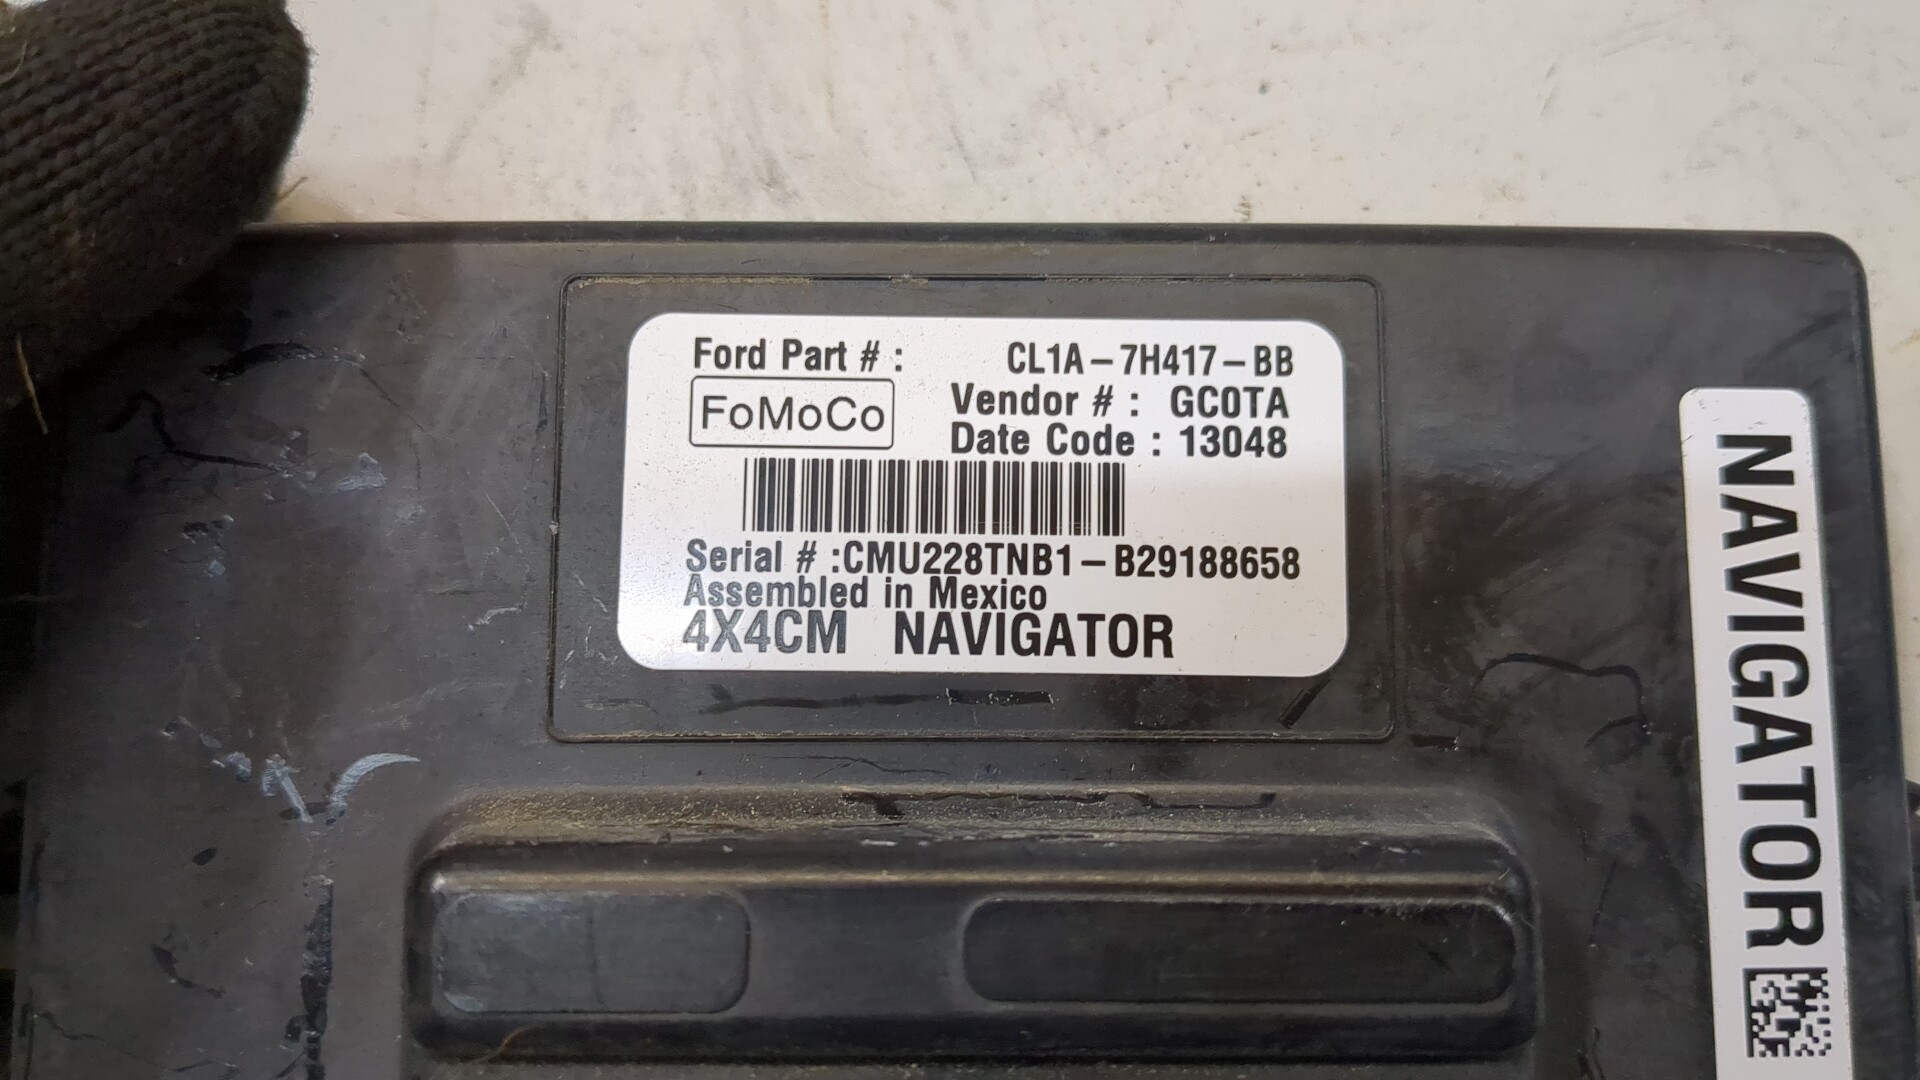 Ford Part # : CL1A-7H417-BB
FoMoCo
Vendor # : GC0TA
Date Code : 13048
Serial # :CMU228TNB1-B29188658
Assembled in Mexico
4X4CM NAVIGATOR
NAVIGATOR